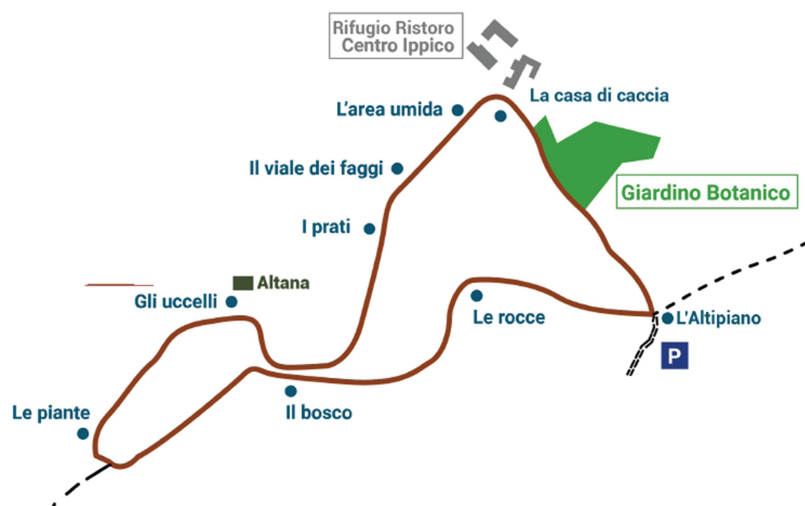 Rifugio Ristoro
Centro Ippico
La casa di caccia
L'area umida
Il viale dei faggi
Giardino Botanico
I prati
Altana
Gli uccelli
Le rocce
L'Altipiano
P
Le piante
Il bosco